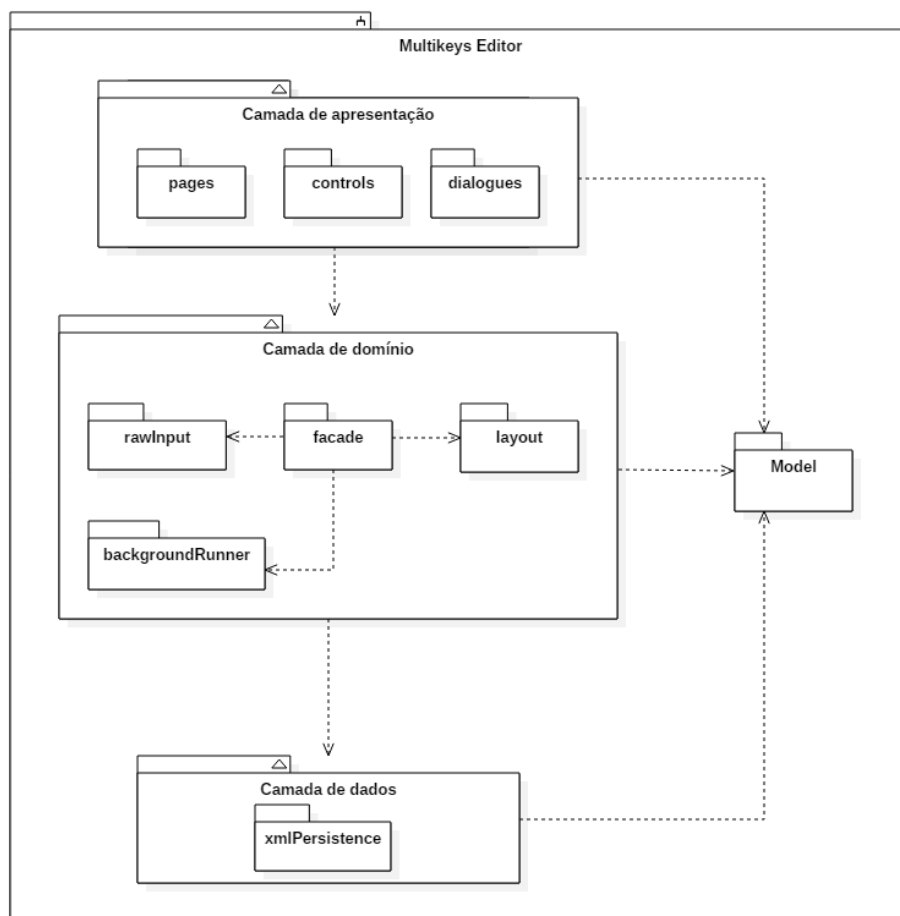 Multikeys Editor
Camada de apresentação
pages
controls
dialogues
Camada de domínio
rawInput
facade
layout
Model
backgroundRunner
Camada de dados
xmlPersistence